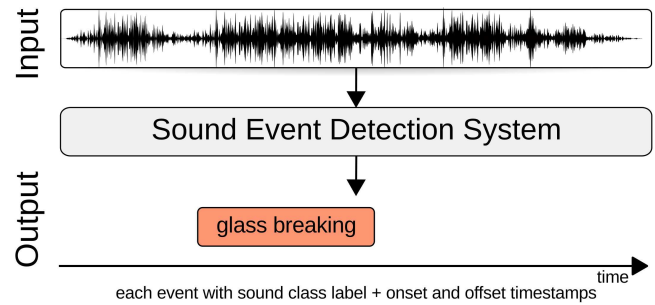 Input
Sound Event Detection System
Output
glass breaking
time
each event with sound class label + onset and offset timestamps